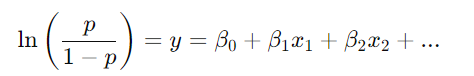 ln(p/(1 − p)) = y = β₀ + β₁x₁ + β₂x₂ + ...